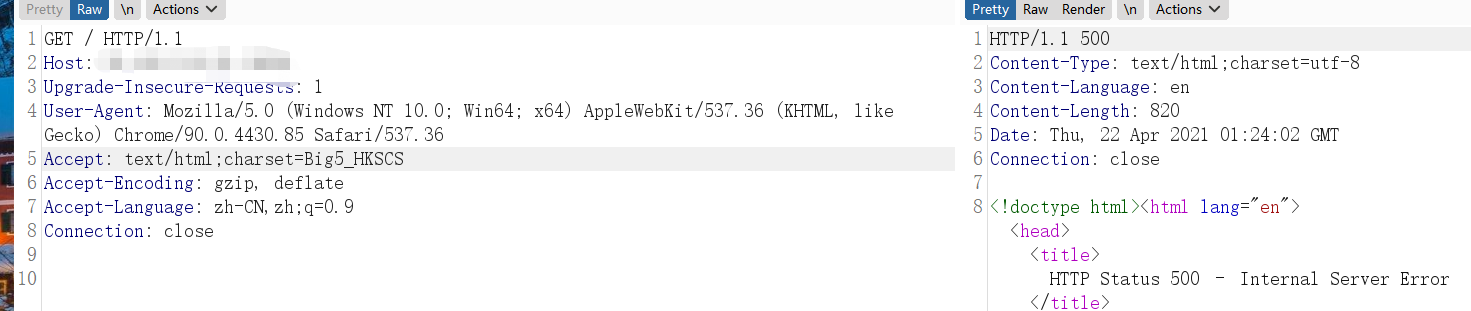 Pretty Raw \n Actions
1 GET / HTTP/1.1
2 Host:
3 Upgrade-Insecure-Requests: 1
4 User-Agent: Mozilla/5.0 (Windows NT 10.0; Win64; x64) AppleWebKit/537.36 (KHTML, like
Gecko) Chrome/90.0.4430.85 Safari/537.36
5 Accept: text/html;charset=Big5_HKSCS
6 Accept-Encoding: gzip, deflate
7 Accept-Language: zh-CN,zh;q=0.9
8 Connection: close
9
10
Pretty Raw Render \n Actions
1 HTTP/1.1 500
2 Content-Type: text/html;charset=utf-8
3 Content-Language: en
4 Content-Length: 820
5 Date: Thu, 22 Apr 2021 01:24:02 GMT
6 Connection: close
7
8 <!doctype html><html lang="en">
<head>
<title>
HTTP Status 500 – Internal Server Error
</title>